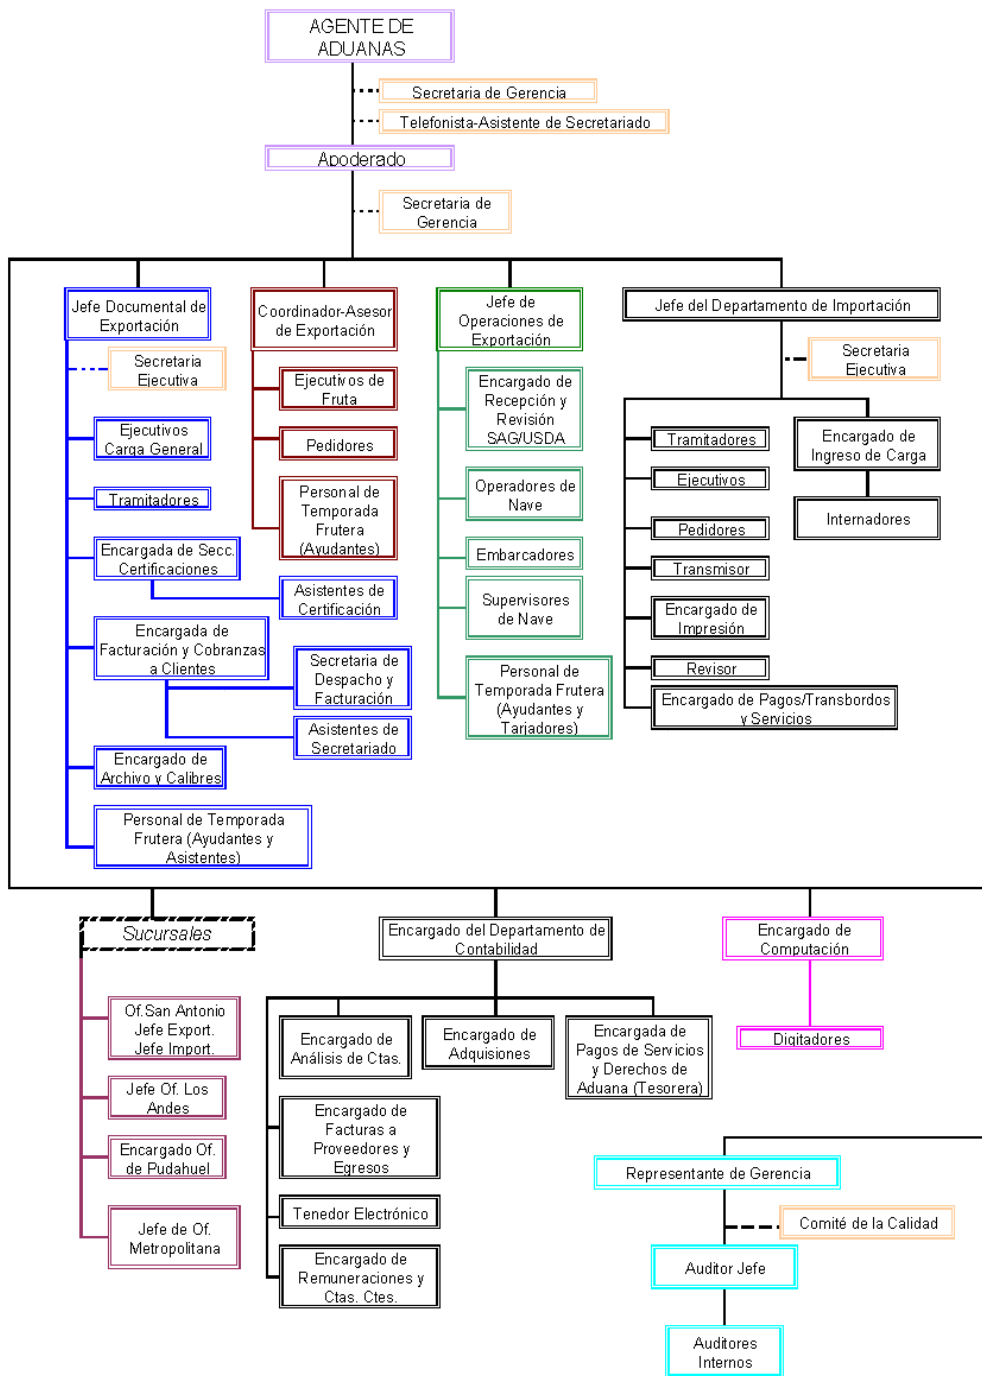 AGENTE DE
ADUANAS
Secretaria de Gerencia
Telefonista-Asistente de Secretariado
Apoderado
Secretaria de
Gerencia
Jefe Documental de
Exportación
Secretaria
Ejecutiva
Ejecutivos
Carga General
Tramitadores
Encargada de Secc.
Certificaciones
Asistentes de
Certificación
Encargada de
Facturación y Cobranzas
a Clientes
Secretaria de
Despacho y
Facturación
Asistentes de
Secretariado
Encargado de
Archivo y Calibres
Personal de Temporada
Frutera (Ayudantes y
Asistentes)
Coordinador-Asesor
de Exportación
Ejecutivos de
Fruta
Pedidores
Personal de
Temporada
Frutera
(Ayudantes)
Jefe de
Operaciones de
Exportación
Encargado de
Recepción y
Revisión
SAG/USDA
Operadores de
Nave
Embarcadores
Supervisores
de Nave
Personal de
Temporada Frutera
(Ayudantes y
Tarjadores)
Jefe del Departamento de Importación
Secretaria
Ejecutiva
Tramitadores
Ejecutivos
Pedidores
Transmisor
Encargado de
Impresión
Revisor
Encargado de Pagos/Transbordos
y Servicios
Encargado de
Ingreso de Carga
Internadores
Sucursales
Of.San Antonio
Jefe Export.
Jefe Import.
Jefe Of. Los
Andes
Encargado Of.
de Pudahuel
Jefe de Of.
Metropolitana
Encargado del Departamento de
Contabilidad
Encargado de
Análisis de Ctas.
Encargado de
Adquisiones
Encargada de
Pagos de Servicios
y Derechos de
Aduana (Tesorera)
Encargado de
Facturas a
Proveedores y
Egresos
Tenedor Electrónico
Encargado de
Remuneraciones y
Ctas. Ctes.
Encargado de
Computación
Digitadores
Representante de Gerencia
Comité de la Calidad
Auditor Jefe
Auditores
Internos